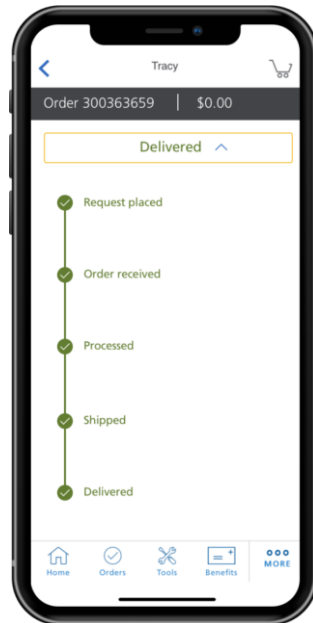 Tracy
Order 300363659 | $0.00
Delivered
Request placed
Order received
Processed
Shipped
Delivered
Home Orders Tools Benefits MORE